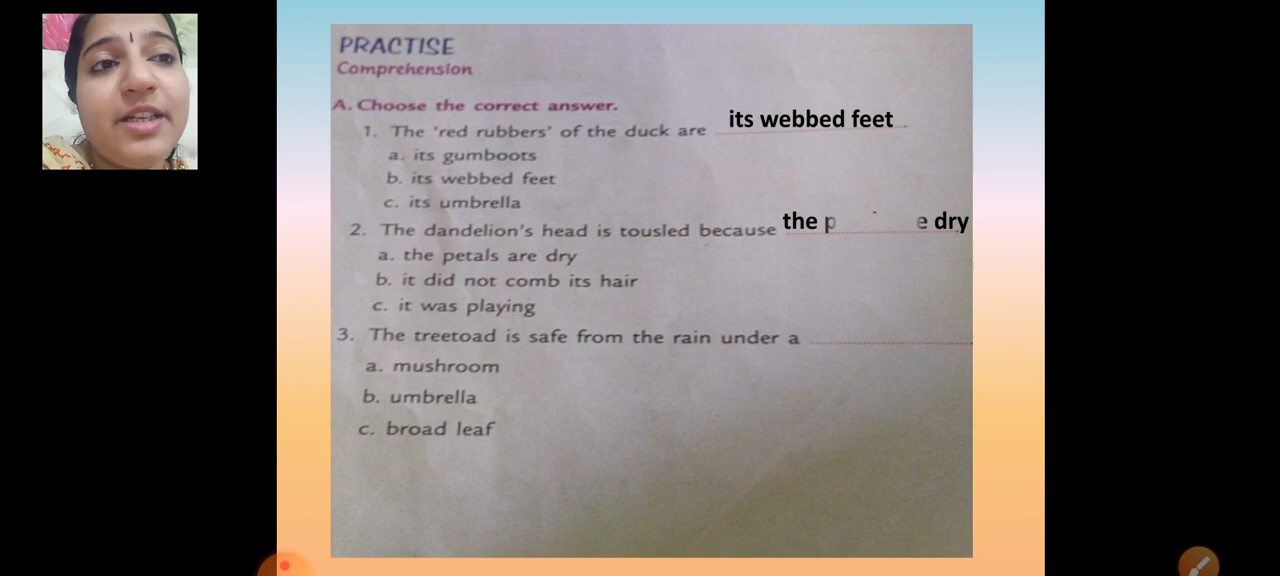 PRACTISE
Comprehension
A. Choose the correct answer.
1. The 'red rubbers' of the duck are its webbed feet.
a. its gumboots
b. its webbed feet
c. its umbrella
2. The dandelion's head is tousled because the p e dry
a. the petals are dry
b. it did not comb its hair
c. it was playing
3. The treetoad is safe from the rain under a
a. mushroom
b. umbrella
c. broad leaf